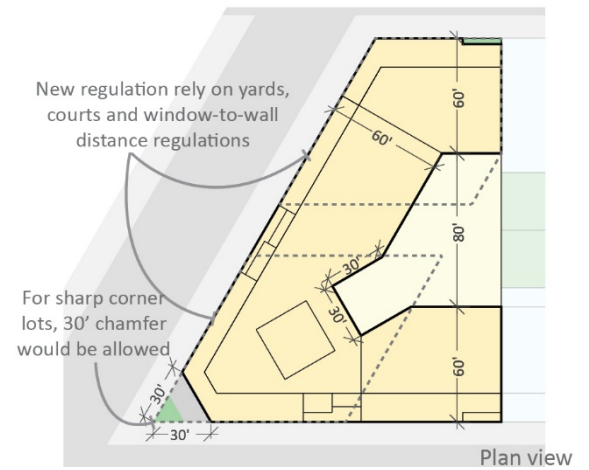 New regulation rely on yards,
courts and window-to-wall
distance regulations
60'
60'
80'
30'
30'
For sharp corner
lots, 30' chamfer
would be allowed
60'
30'
30'
Plan view